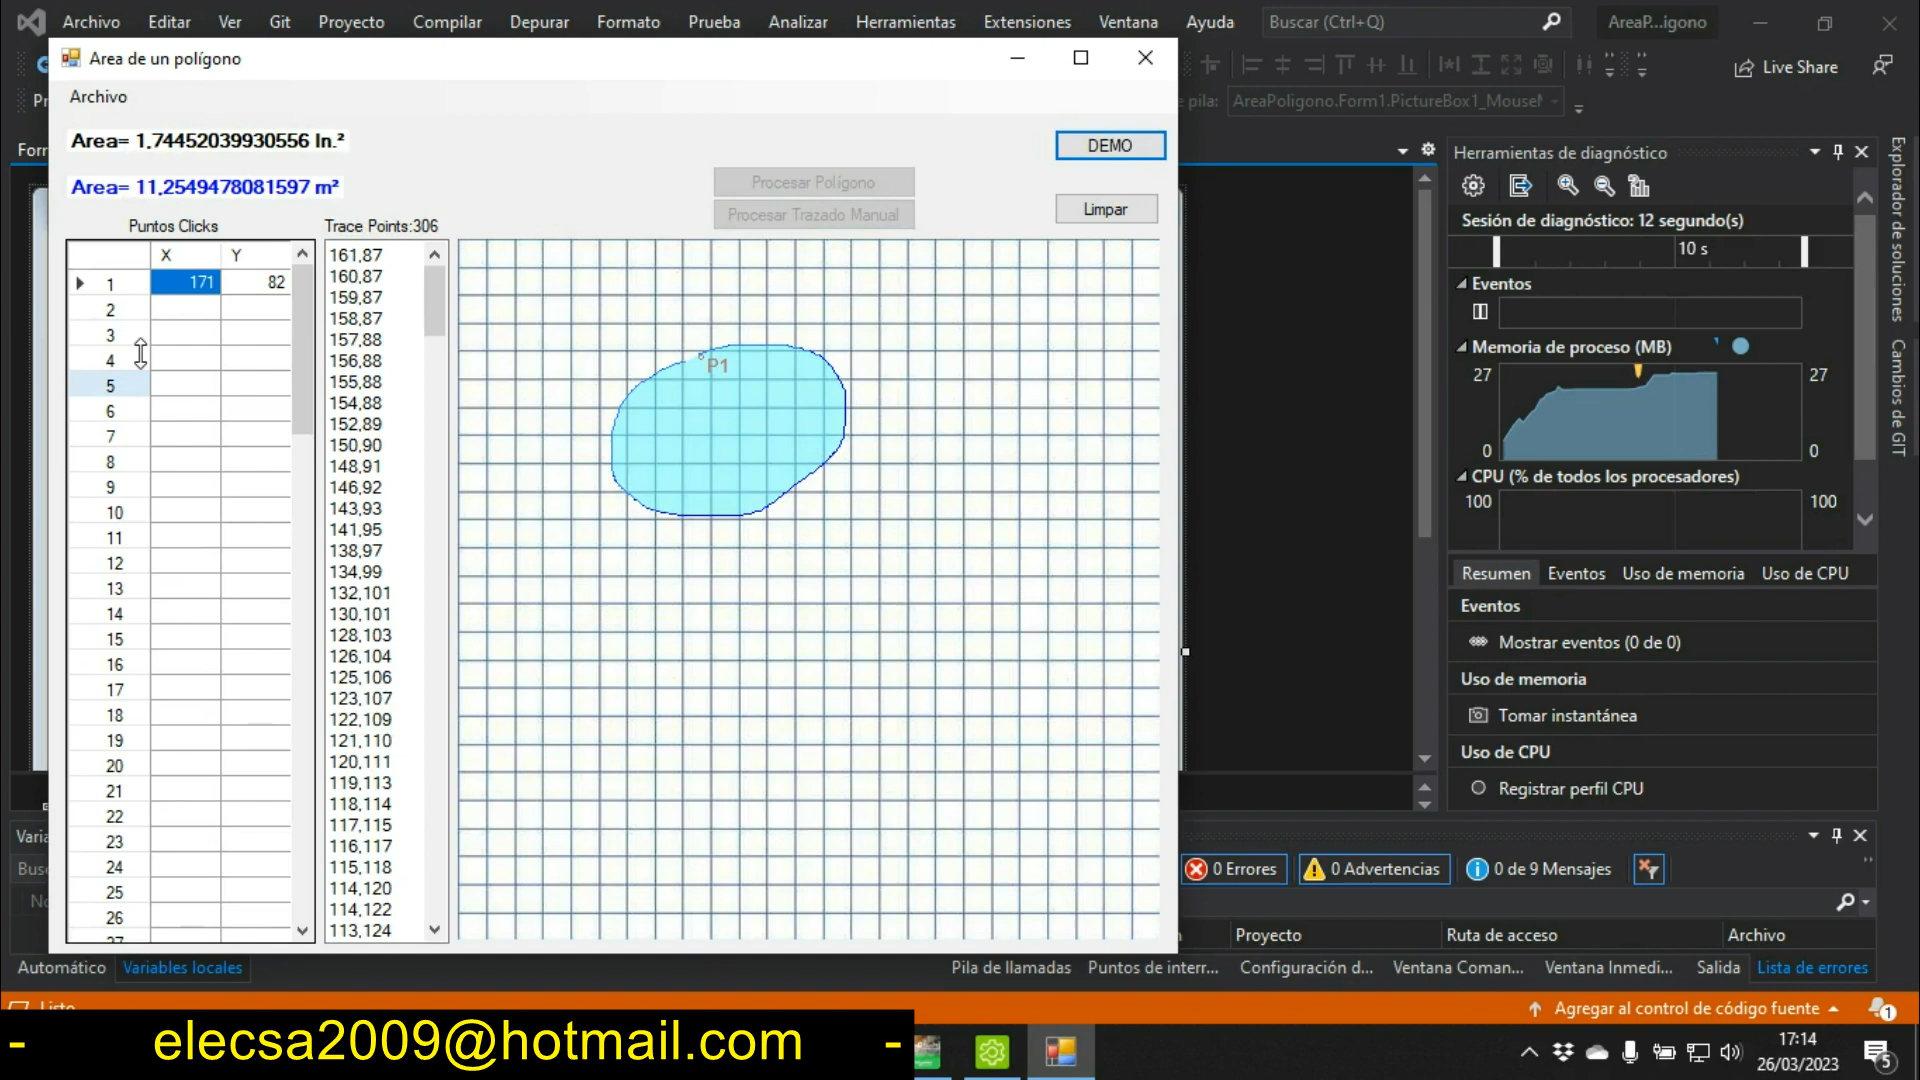 Archivo Editar Ver Git Proyecto Compilar Depurar Formato Prueba Analizar Herramientas Extensiones Ventana Ayuda Buscar (Ctrl+Q) AreaP...igono
Area de un polígono
Live Share
Archivo
pila: AreaPoligono.Form1.PictureBox1_Mouse
Area= 1,74452039930556 In.²
DEMO
Area= 11,2549478081597 m²
Procesar Polígono
Procesar Trazado Manual
Limpar
Puntos Clicks
Trace Points:306
X Y
1 171 82
2
3
4
5
6
7
8
9
10
11
12
13
14
15
16
17
18
19
20
21
22
23
24
25
26
161,87
160,87
159,87
158,87
157,88
156,88
155,88
154,88
152,89
150,90
148,91
146,92
143,93
141,95
138,97
134,99
132,101
130,101
128,103
126,104
125,106
123,107
122,109
121,110
120,111
119,113
118,114
117,115
116,117
115,118
114,120
114,122
113,124
P1
Herramientas de diagnóstico
Sesión de diagnóstico: 12 segundo(s)
10 s
Eventos
Memoria de proceso (MB)
27 27
0 0
CPU (% de todos los procesadores)
100 100
Resumen Eventos Uso de memoria Uso de CPU
Eventos
Mostrar eventos (0 de 0)
Uso de memoria
Tomar instantánea
Uso de CPU
Registrar perfil CPU
Explorador de soluciones
Cambios de GIT
0 Errores 0 Advertencias 0 de 9 Mensajes
Proyecto Ruta de acceso Archivo
Automático Variables locales
Pila de llamadas Puntos de interr... Configuración d... Ventana Coman... Ventana Inmedi... Salida Lista de errores
Agregar al control de código fuente 1
- elecsa2009@hotmail.com -
17:14
26/03/2023
5